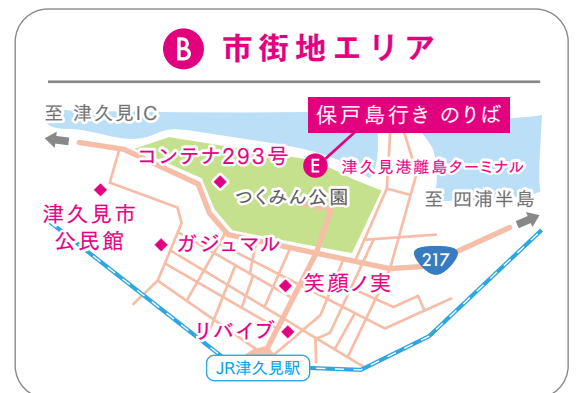 B 市街地エリア
至 津久見IC
保戸島行き のりば
コンテナ293号
E 津久見港離島ターミナル
つくみん公園
至 四浦半島
津久見市
公民館
ガジュマル
217
笑顔ノ実
リバイブ
JR津久見駅